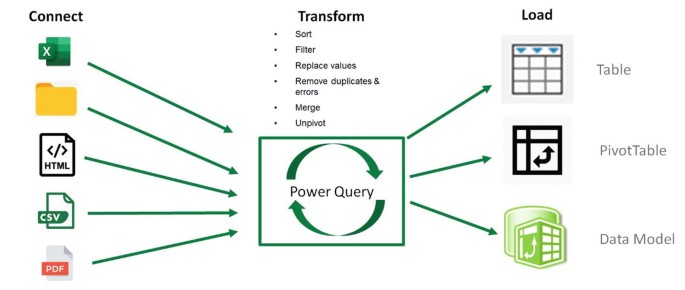 Connect
Transform
Load
X
</>
HTML
CSV
PDF
• Sort
• Filter
• Replace values
• Remove duplicates &
errors
• Merge
• Unpivot
Power Query
Table
PivotTable
Data Model